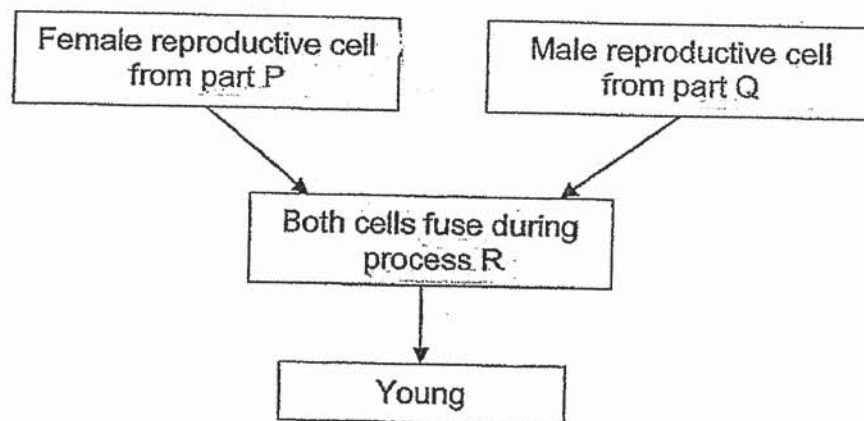 Female reproductive cell
from part P
Male reproductive cell
from part Q
Both cells fuse during
process R
Young